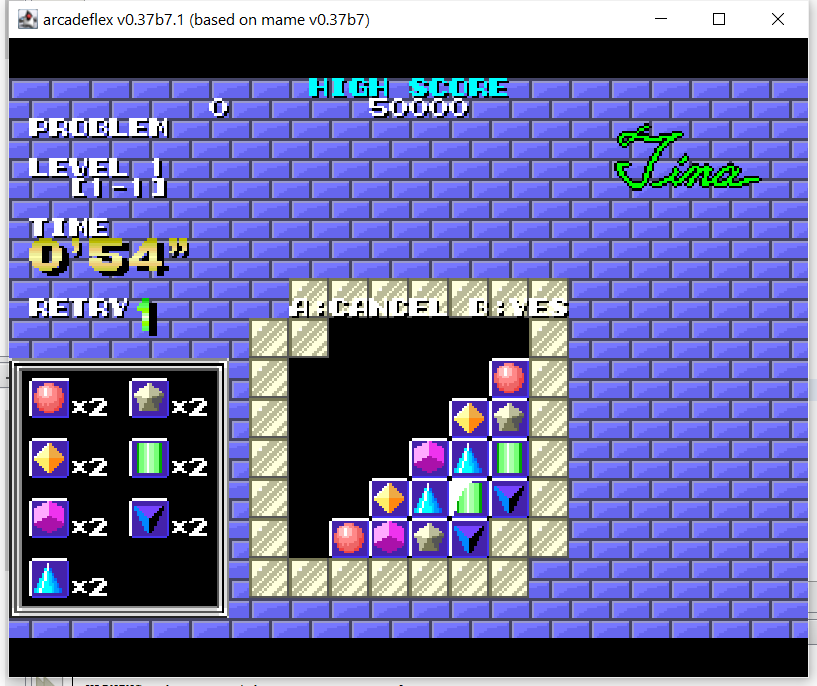 arcadeflex v0.37b7.1 (based on mame v0.37b7)
HIGH SCORE
0 50000
PROBLEM
LEVEL 1
[1-1]
Tina
TIME
0'54"
RETRY 1
A:CANCEL B:YES
×2 ×2
×2 ×2
×2 ×2
×2